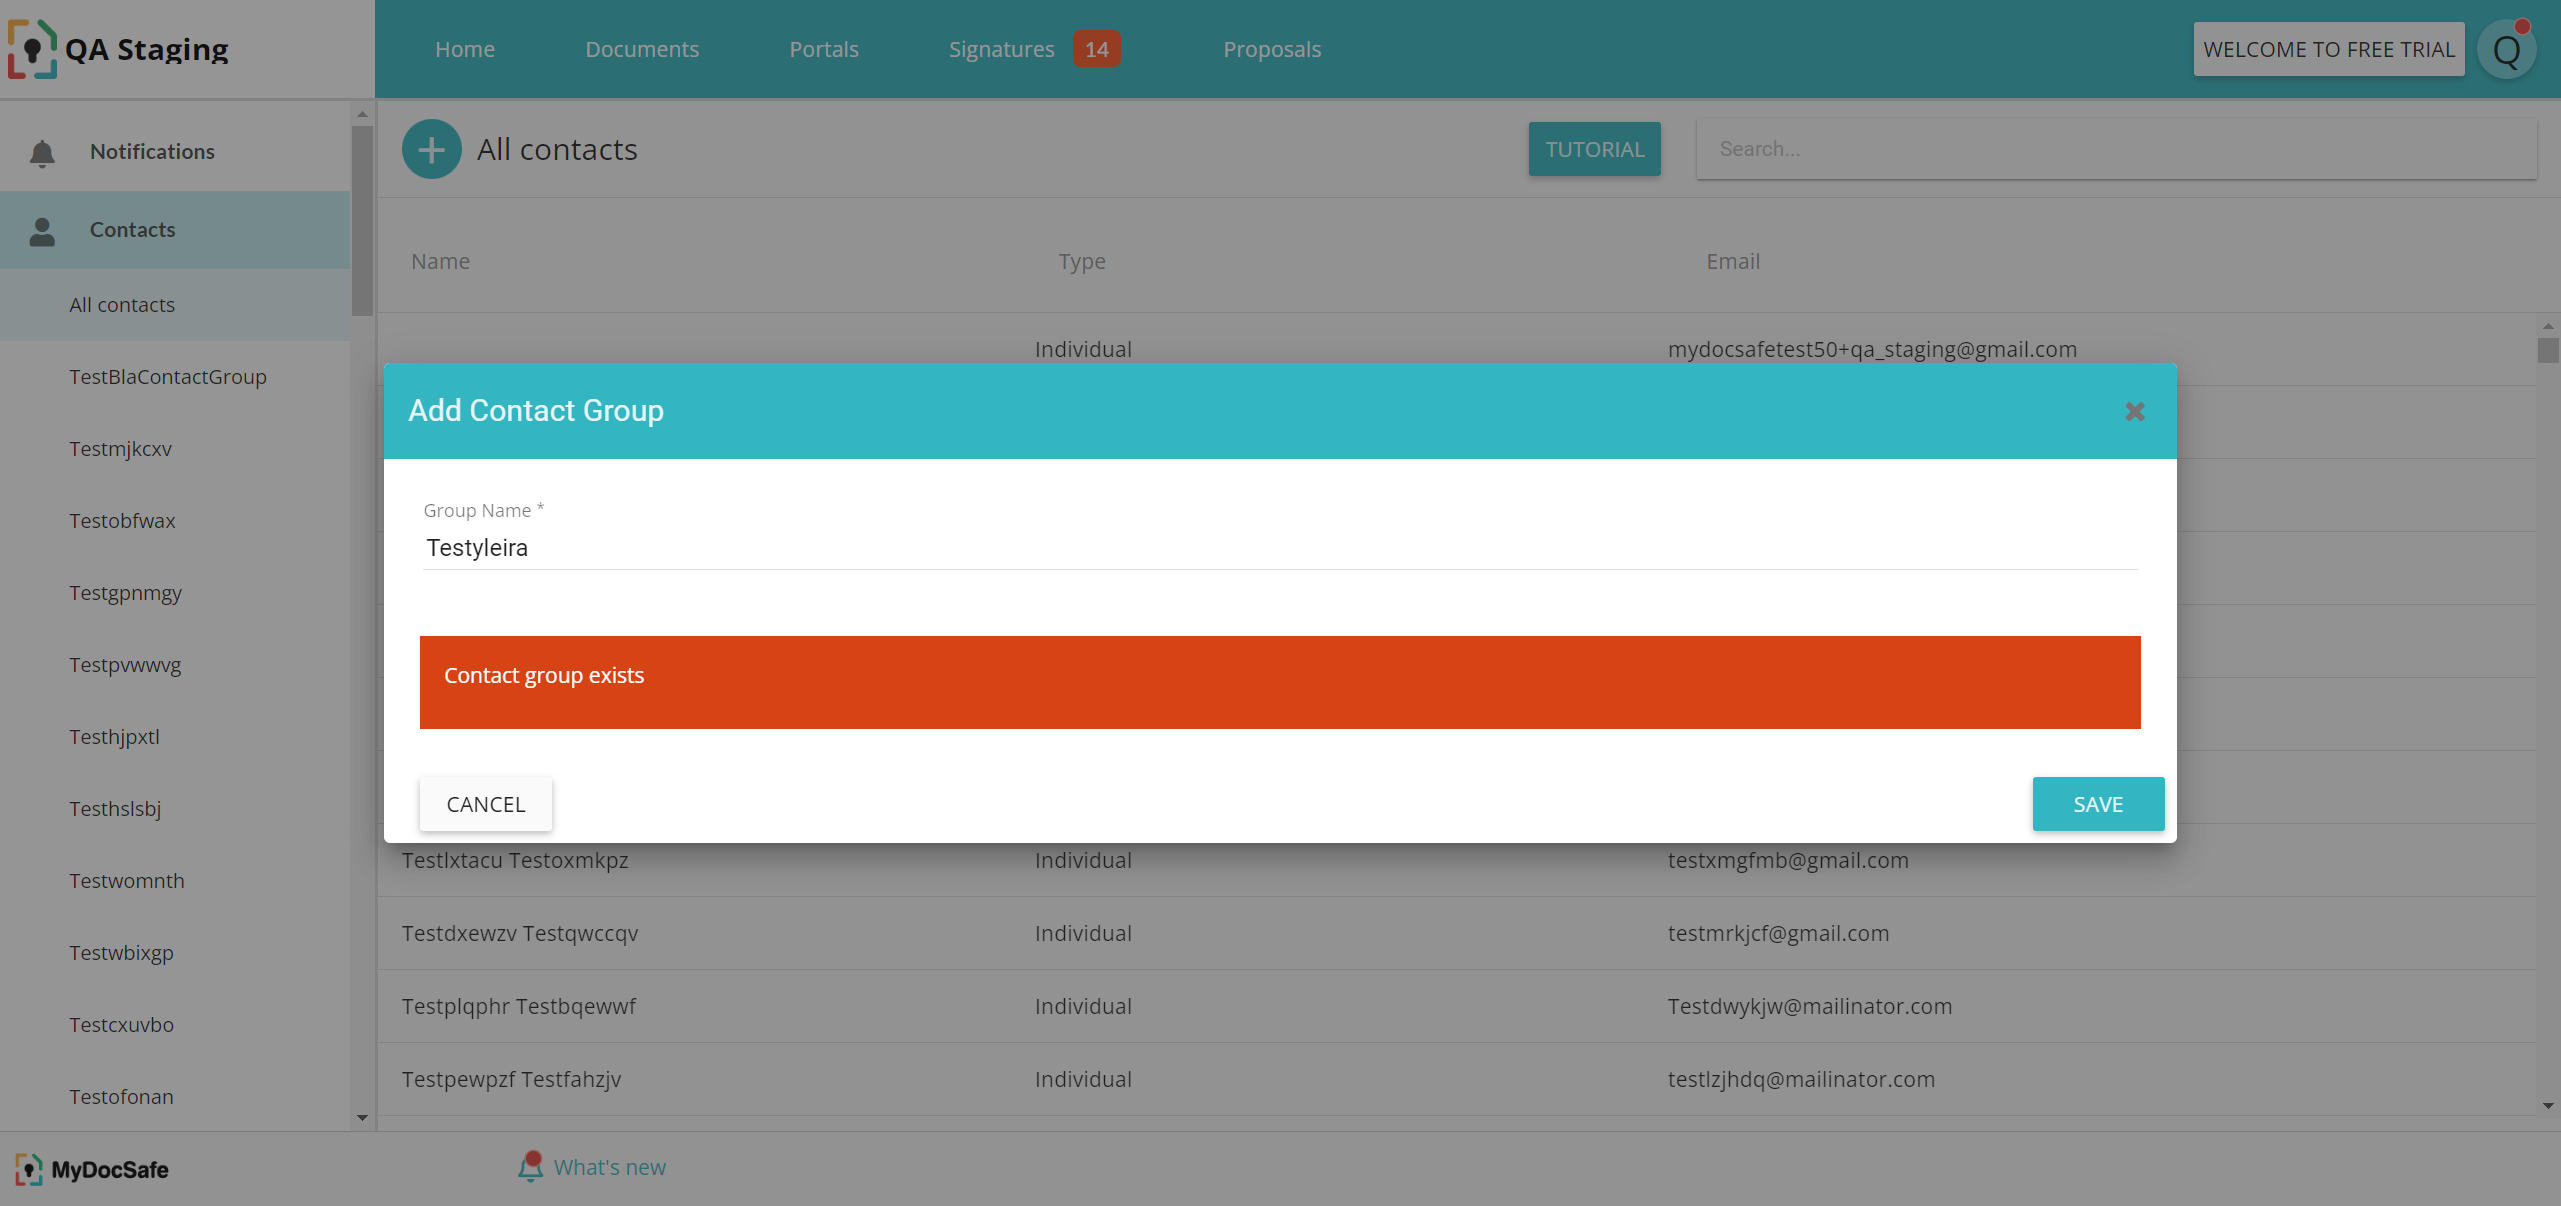 QA Staging
Home
Documents
Portals
Signatures 14
Proposals
WELCOME TO FREE TRIAL
Q
Notifications
Contacts
All contacts
TestBlaContactGroup
Testmjkcxv
Testobfwax
Testgpnmgy
Testpvwwvg
Testhjpxtl
Testhslsbj
Testwomnth
Testwbixgp
Testcxuvbo
Testofonan
All contacts
TUTORIAL
Search...
Name Type Email
Individual mydocsafetest50+qa_staging@gmail.com
Add Contact Group
Group Name *
Testyleira
Contact group exists
CANCEL
SAVE
Testlxtacu Testoxmkpz Individual testxmgfmb@gmail.com
Testdxewzv Testqwccqv Individual testmrkjcf@gmail.com
Testplqphr Testbqewwf Individual Testdwykjw@mailinator.com
Testpewpzf Testfahzjv Individual testlzjhdq@mailinator.com
MyDocSafe
What's new